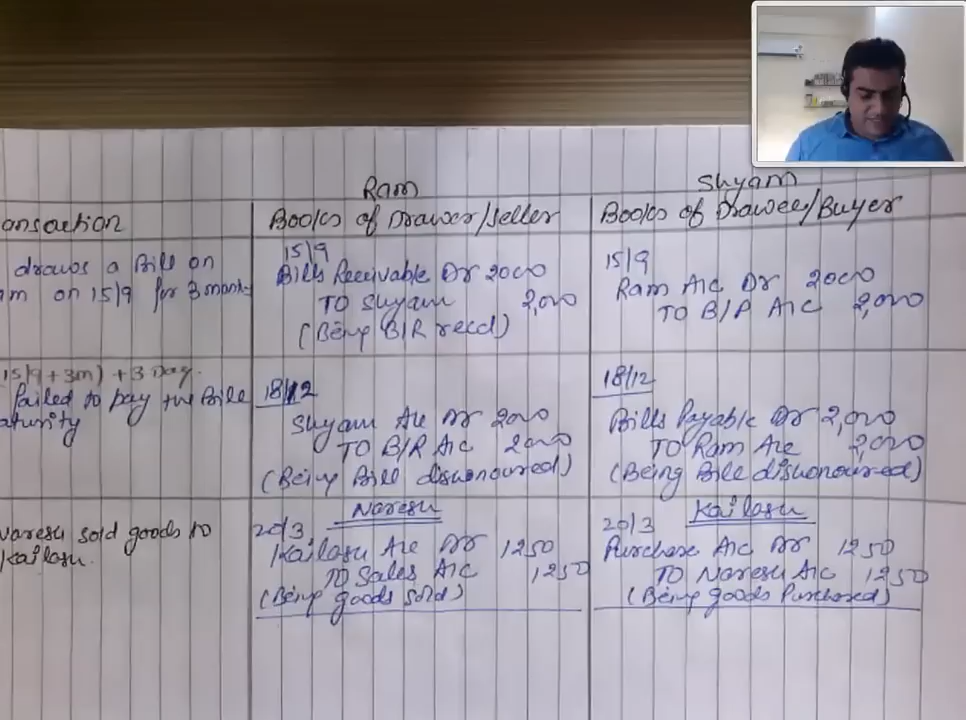 Ram
Shyam
ansaction
Books of Drawer/Seller
Books of Drawee/Buyer
draws a Bill on
am on 15/9 for 3 month
15/9
Bills Receivable Dr 2000
To Shyam 2,000
(Being B/R recd)
15/9
Ram A/c Dr 2000
To B/P A/c 2,000
15/9 + 3m) + 3 Day.
Failed to pay the Bill
aturity
18/12
Shyam A/c Dr 2000
To B/R A/c 2000
(Being Bill dishonoured)
18/12
Bills Payable Dr 2,000
To Ram A/c 2,000
(Being Bill dishonoured)
Naresh sold goods to
Kailash.
20/3 Naresh
Kailash A/c Dr 1250
To Sales A/c 1250
(Being goods sold)
20/3 Kailash
Purchase A/c Dr 1250
To Naresh A/c 1250
(Being goods Purchased)